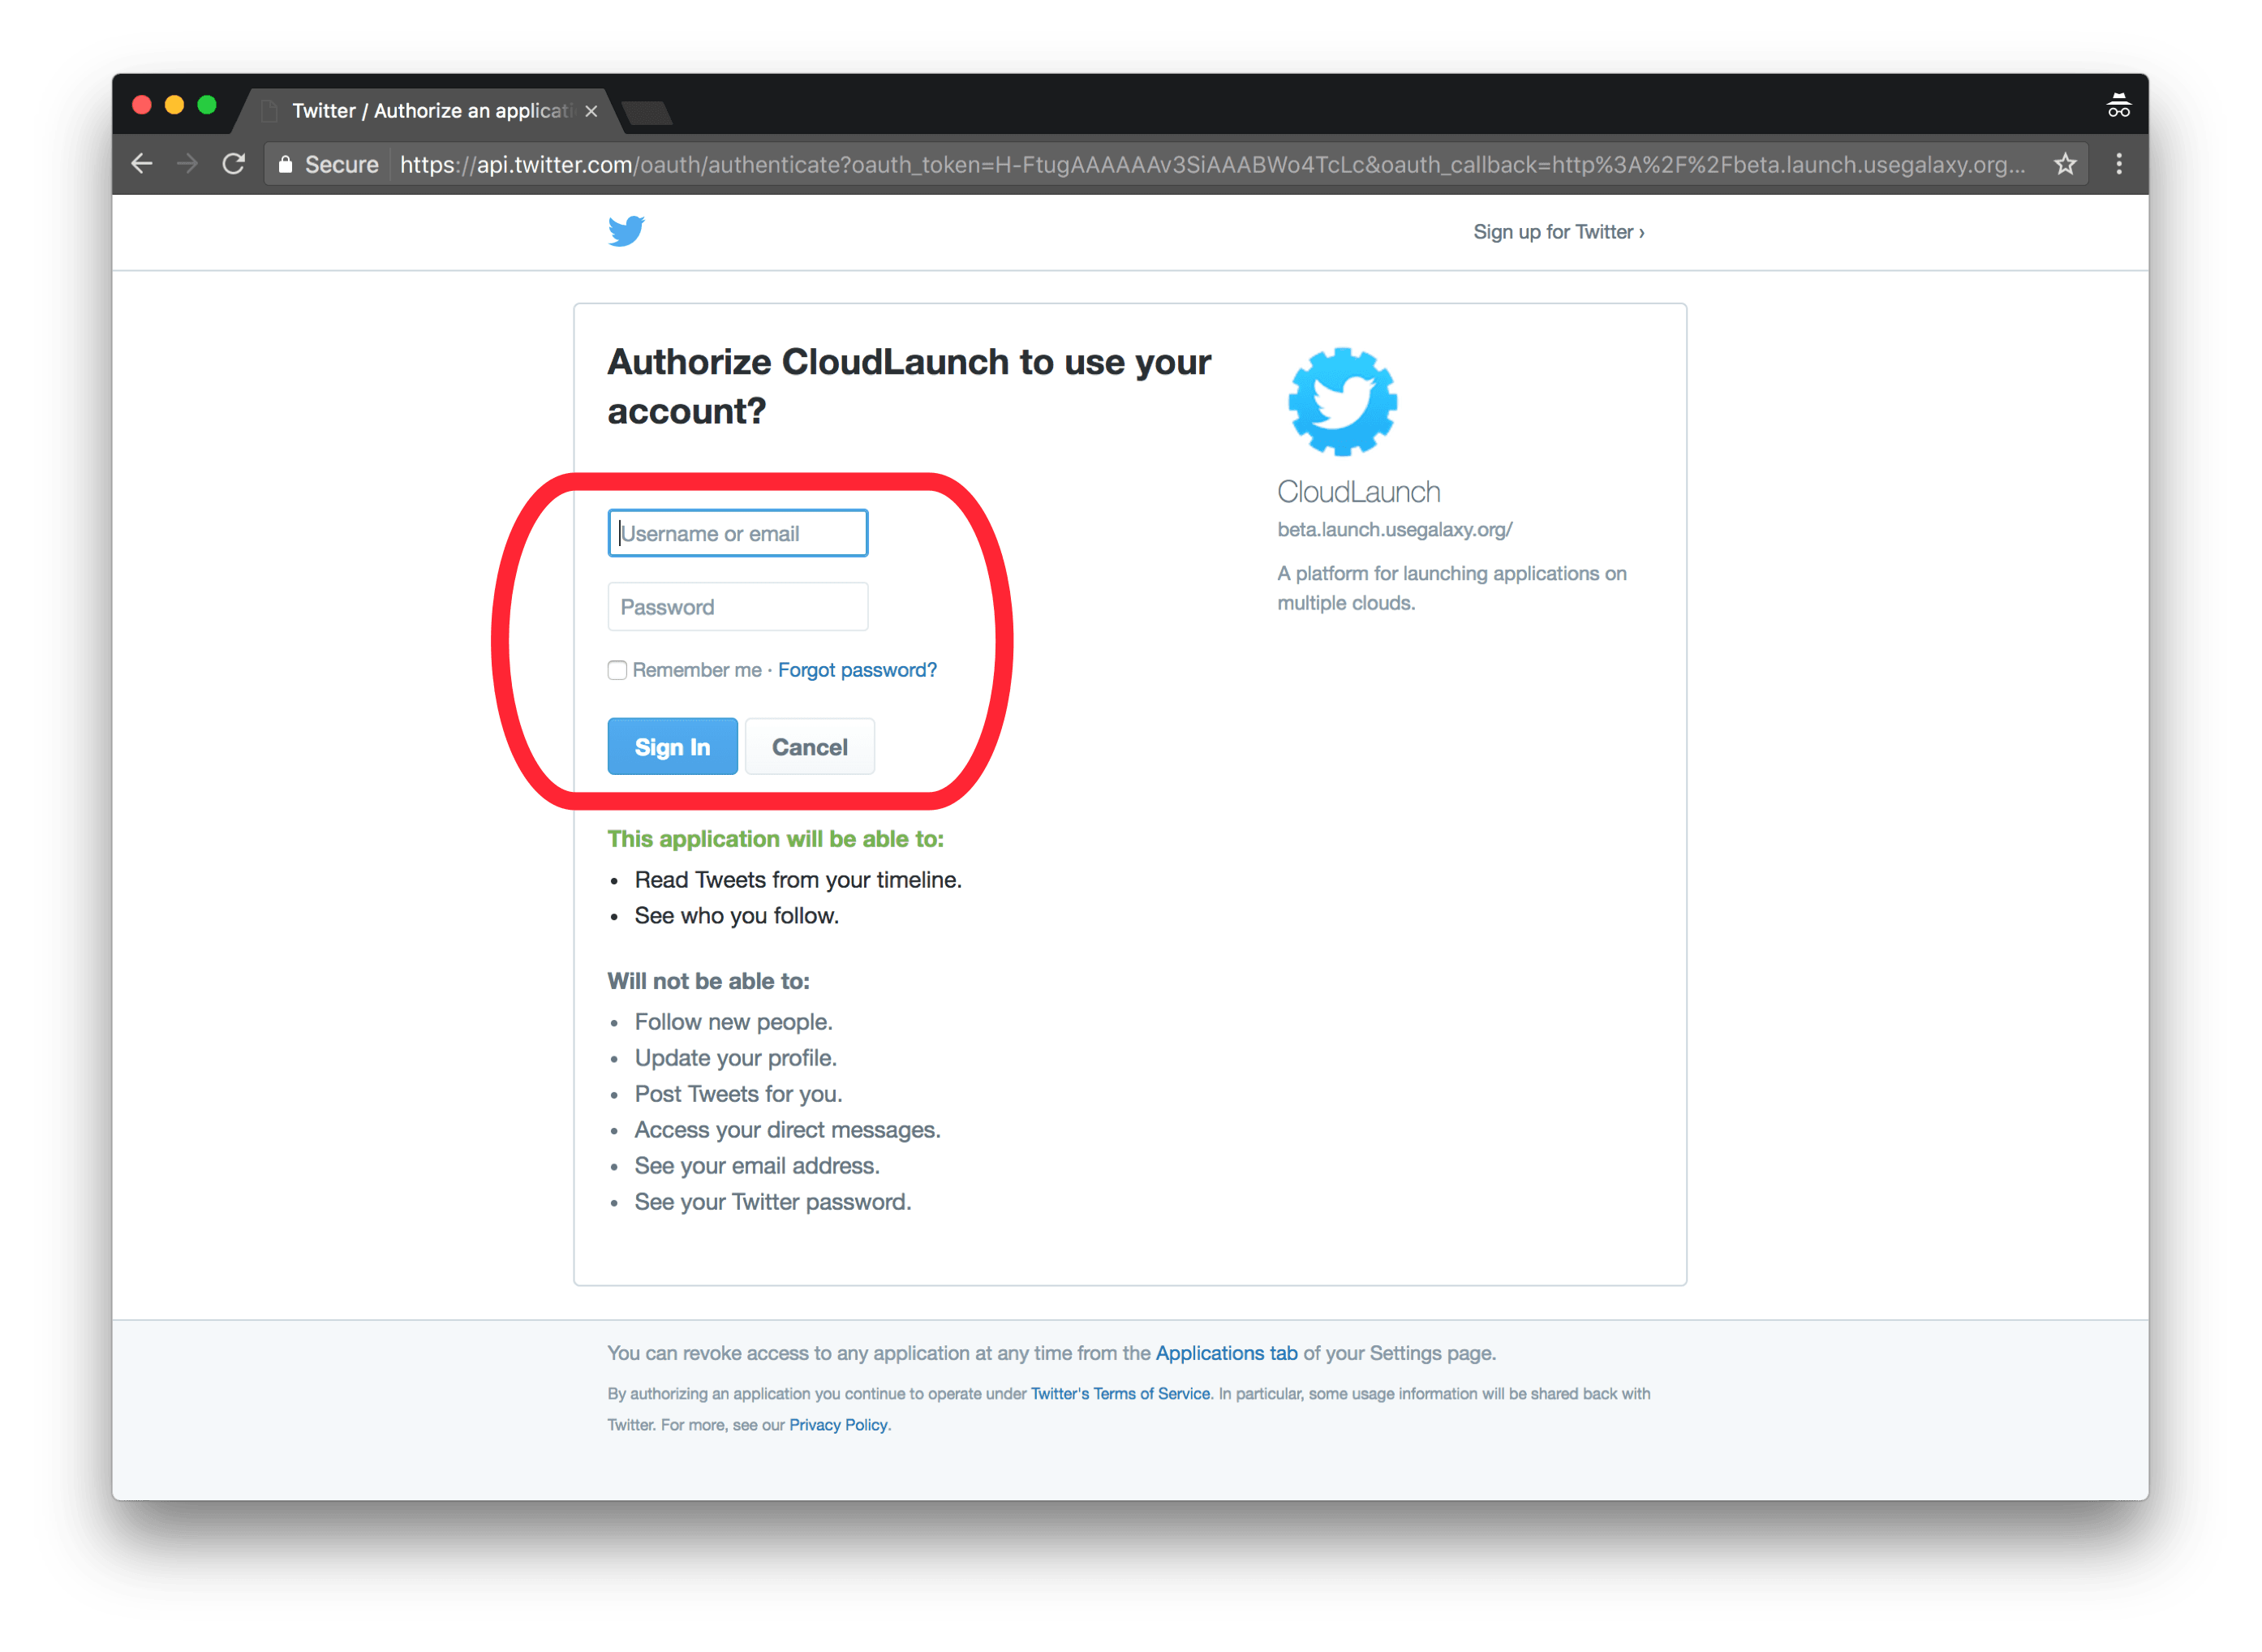 Twitter / Authorize an applicati
Secure https://api.twitter.com/oauth/authenticate?oauth_token=H-FtugAAAAAAv3SiAAABWo4TcLc&oauth_callback=http%3A%2F%2Fbeta.launch.usegalaxy.org...
Sign up for Twitter ›
Authorize CloudLaunch to use your
account?
CloudLaunch
beta.launch.usegalaxy.org/
A platform for launching applications on
multiple clouds.
Username or email
Password
Remember me · Forgot password?
Sign In Cancel
This application will be able to:
• Read Tweets from your timeline.
• See who you follow.
Will not be able to:
• Follow new people.
• Update your profile.
• Post Tweets for you.
• Access your direct messages.
• See your email address.
• See your Twitter password.
You can revoke access to any application at any time from the Applications tab of your Settings page.
By authorizing an application you continue to operate under Twitter's Terms of Service. In particular, some usage information will be shared back with
Twitter. For more, see our Privacy Policy.